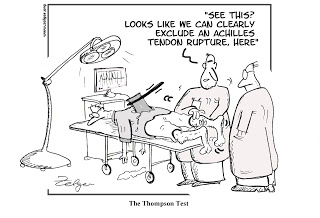 "SEE THIS?
LOOKS LIKE WE CAN CLEARLY
EXCLUDE AN ACHILLES
TENDON RUPTURE, HERE"
The Thompson Test